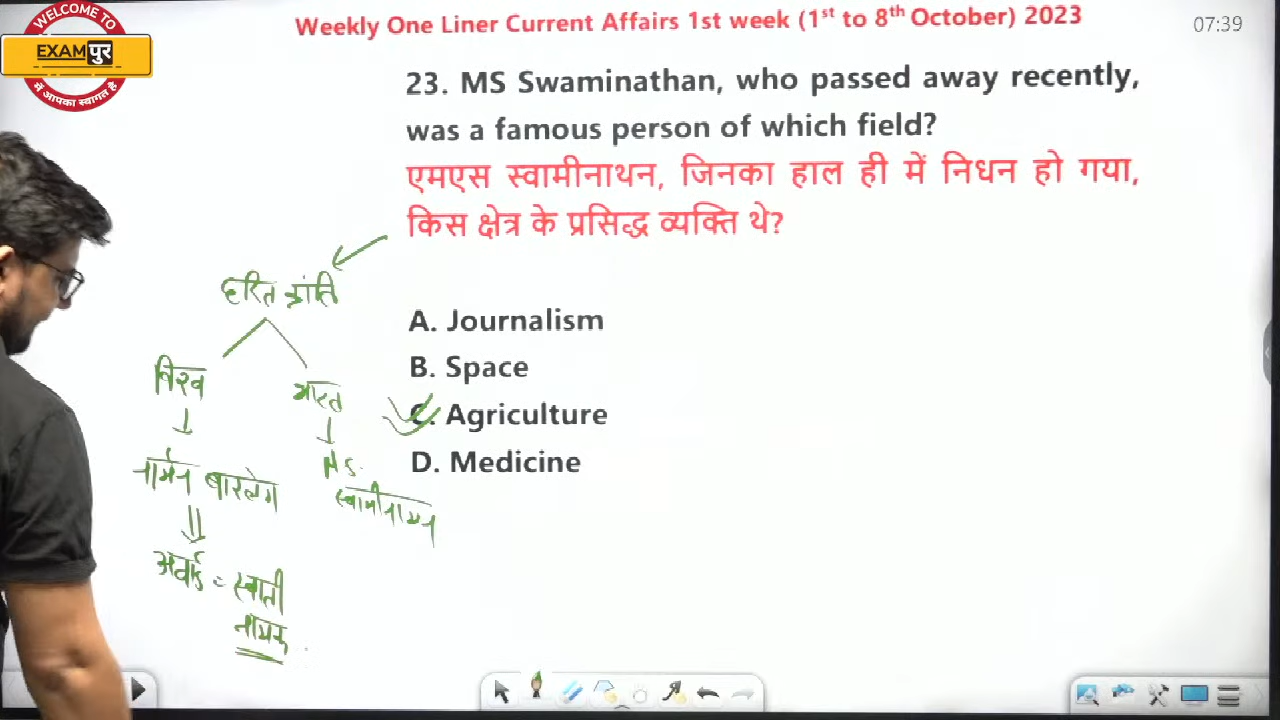 WELCOME TO
EXAMपुर
में आपका स्वागत है
Weekly One Liner Current Affairs 1st week (1st to 8th October) 2023
07:39
23. MS Swaminathan, who passed away recently,
was a famous person of which field?
एमएस स्वामीनाथन, जिनका हाल ही में निधन हो गया,
किस क्षेत्र के प्रसिद्ध व्यक्ति थे?
हरित क्रांति
विश्व
भारत
नार्मन बारलोग
M S.
स्वामीनाथन
अवार्ड = स्वाती
नायक
A. Journalism
B. Space
C. Agriculture
D. Medicine